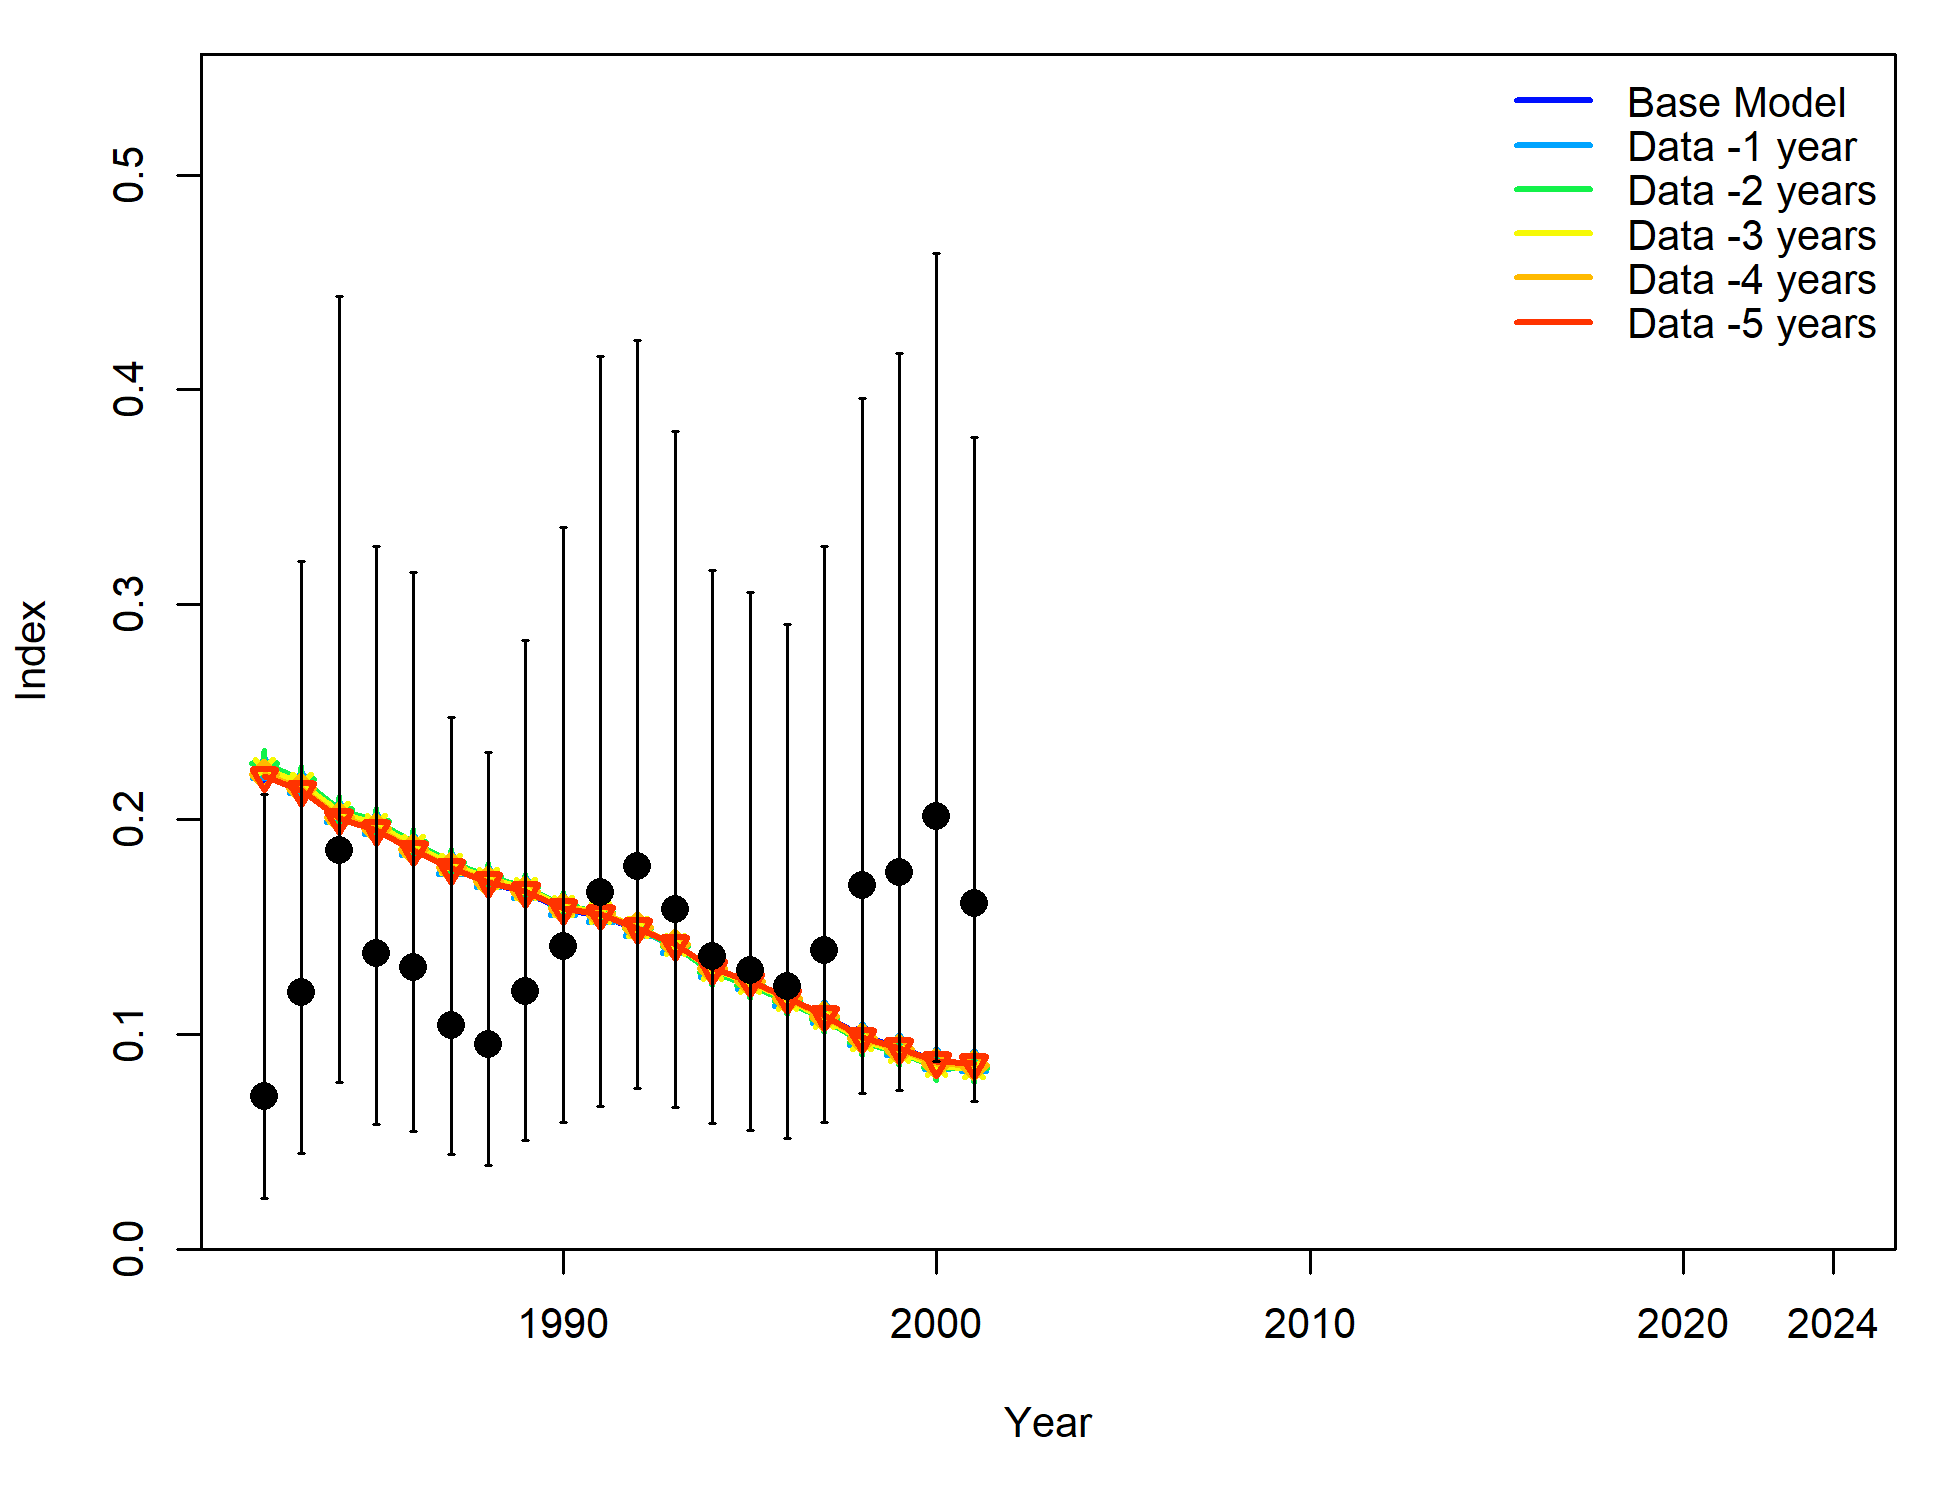 Base Model
Data -1 year
Data -2 years
Data -3 years
Data -4 years
Data -5 years
0.5
0.4
0.3
0.2
0.1
0.0
Index
1990 2000 2010 2020 2024
Year